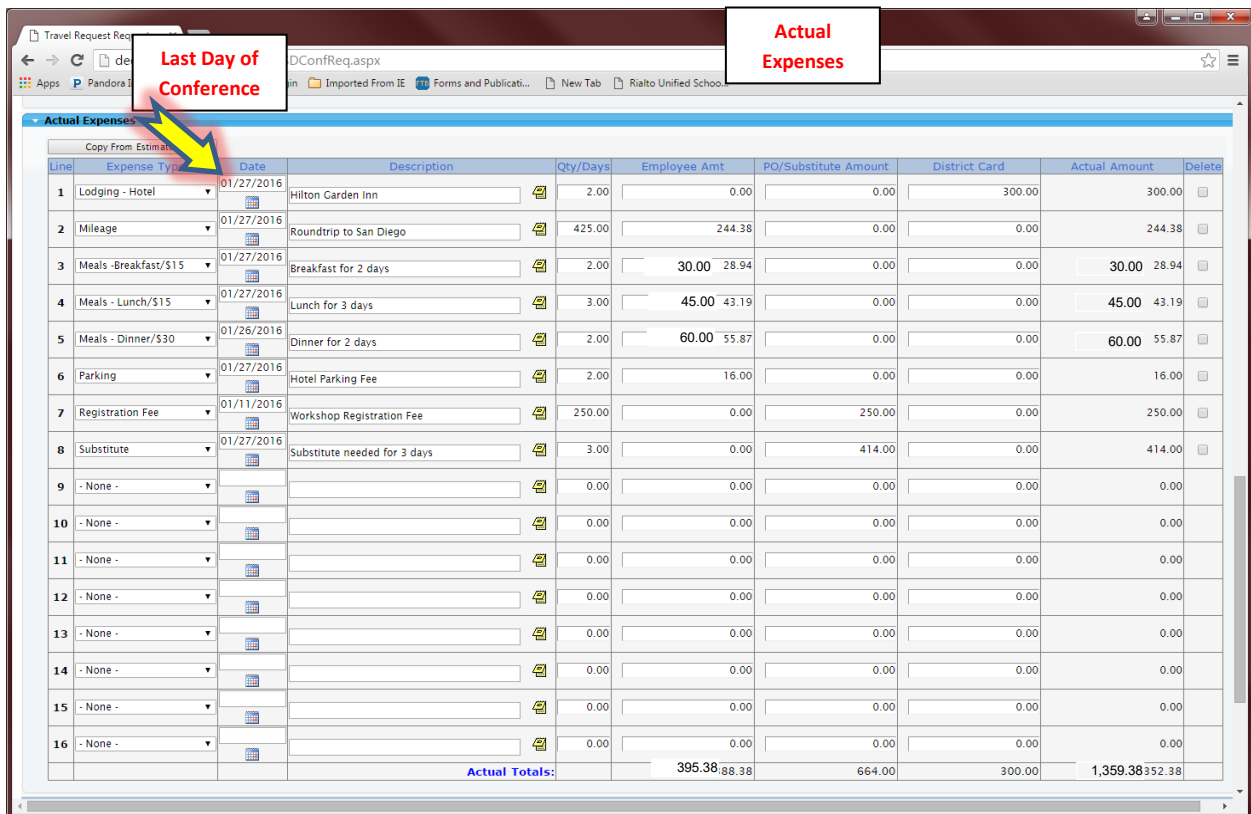 Travel Request Req
Actual
Expenses
Last Day of
Conference
DConfReq.aspx
Apps Pandora I in Imported From IE Forms and Publicati... New Tab Rialto Unified Schoo...
Actual Expenses
Copy From Estimat
Line Expense Typ Date Description Qty/Days Employee Amt PO/Substitute Amount District Card Actual Amount Delete
1 Lodging - Hotel 01/27/2016 Hilton Garden Inn 2.00 0.00 0.00 300.00 300.00
2 Mileage 01/27/2016 Roundtrip to San Diego 425.00 244.38 0.00 0.00 244.38
3 Meals -Breakfast/$15 01/27/2016 Breakfast for 2 days 2.00 30.00 28.94 0.00 0.00 30.00 28.94
4 Meals - Lunch/$15 01/27/2016 Lunch for 3 days 3.00 45.00 43.19 0.00 0.00 45.00 43.19
5 Meals - Dinner/$30 01/26/2016 Dinner for 2 days 2.00 60.00 55.87 0.00 0.00 60.00 55.87
6 Parking 01/27/2016 Hotel Parking Fee 2.00 16.00 0.00 0.00 16.00
7 Registration Fee 01/11/2016 Workshop Registration Fee 250.00 0.00 250.00 0.00 250.00
8 Substitute 01/27/2016 Substitute needed for 3 days 3.00 0.00 414.00 0.00 414.00
9 - None - 0.00 0.00 0.00 0.00 0.00
10 - None - 0.00 0.00 0.00 0.00 0.00
11 - None - 0.00 0.00 0.00 0.00 0.00
12 - None - 0.00 0.00 0.00 0.00 0.00
13 - None - 0.00 0.00 0.00 0.00 0.00
14 - None - 0.00 0.00 0.00 0.00 0.00
15 - None - 0.00 0.00 0.00 0.00 0.00
16 - None - 0.00 0.00 0.00 0.00 0.00
Actual Totals: 395.38 88.38 664.00 300.00 1,359.38 352.38